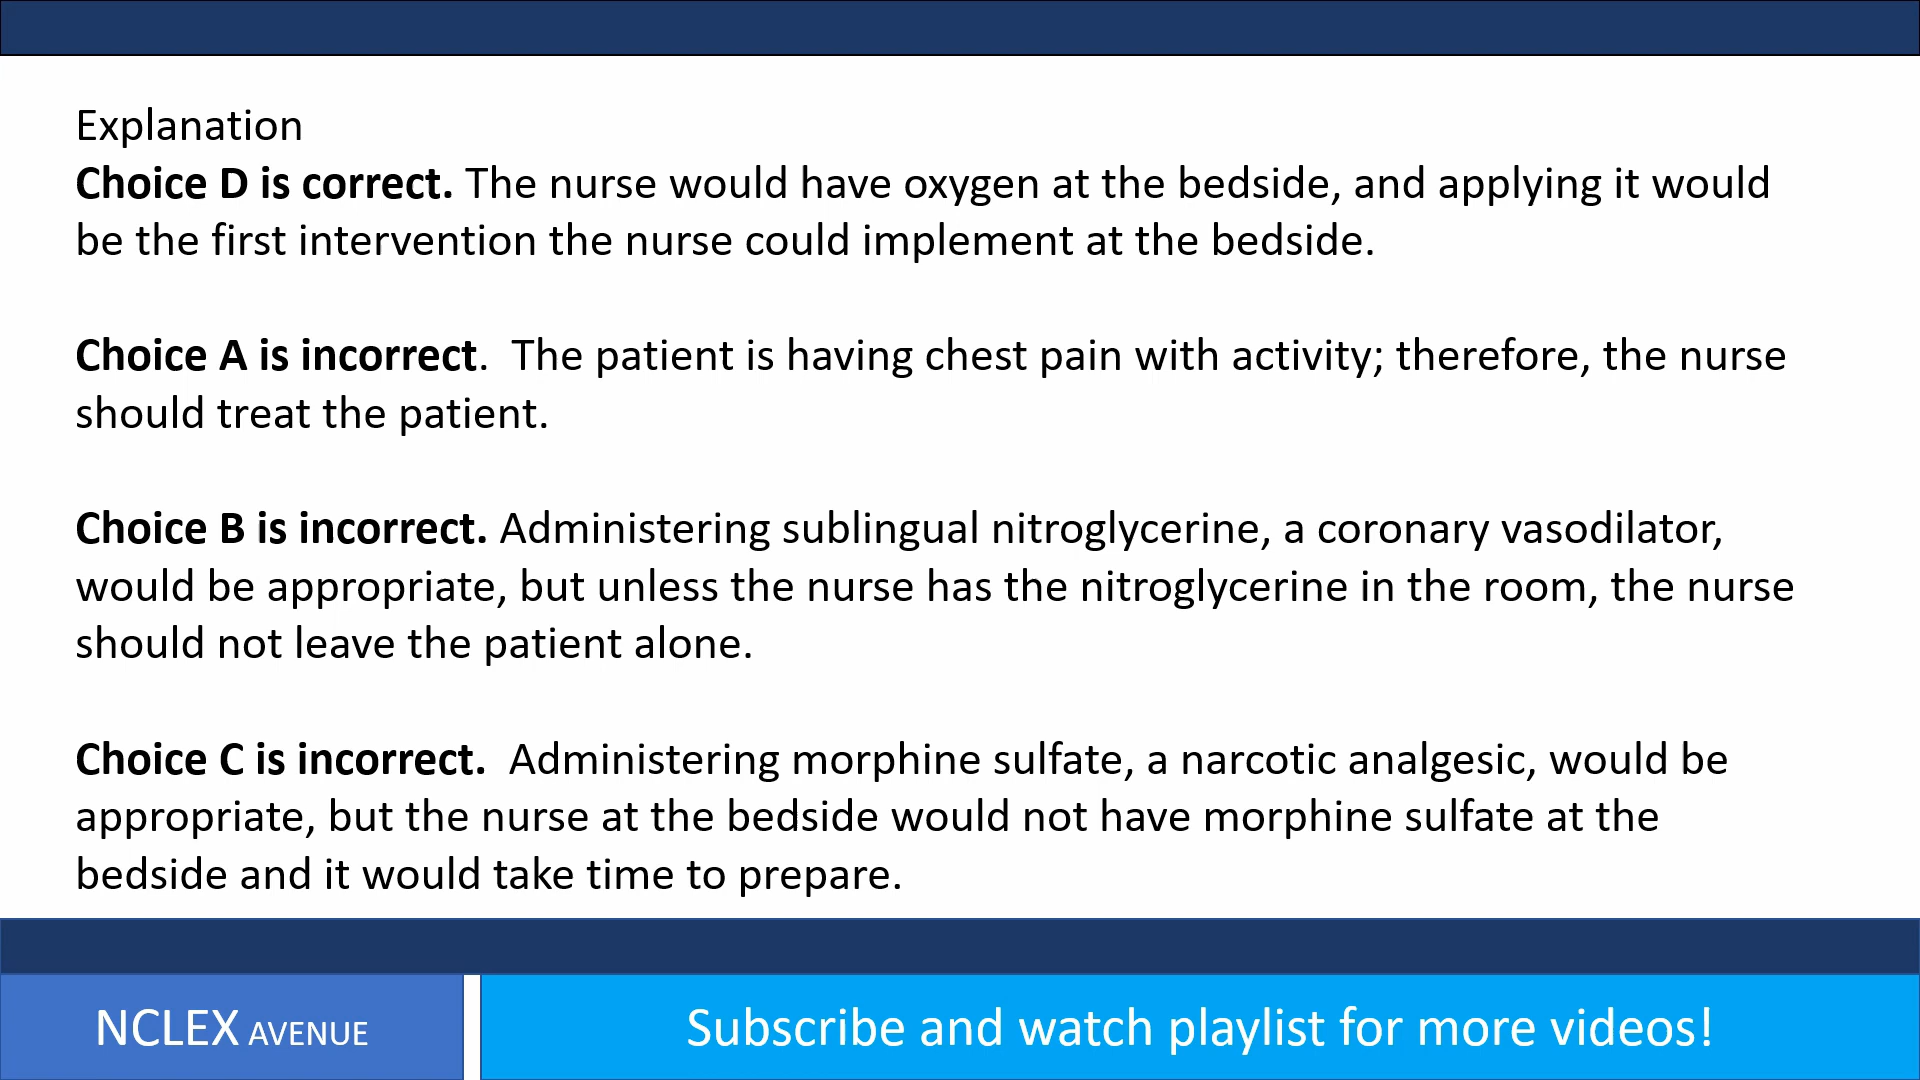 Explanation
Choice D is correct. The nurse would have oxygen at the bedside, and applying it would
be the first intervention the nurse could implement at the bedside.
Choice A is incorrect.  The patient is having chest pain with activity; therefore, the nurse
should treat the patient.
Choice B is incorrect. Administering sublingual nitroglycerine, a coronary vasodilator,
would be appropriate, but unless the nurse has the nitroglycerine in the room, the nurse
should not leave the patient alone.
Choice C is incorrect.  Administering morphine sulfate, a narcotic analgesic, would be
appropriate, but the nurse at the bedside would not have morphine sulfate at the
bedside and it would take time to prepare.
NCLEX AVENUE
Subscribe and watch playlist for more videos!